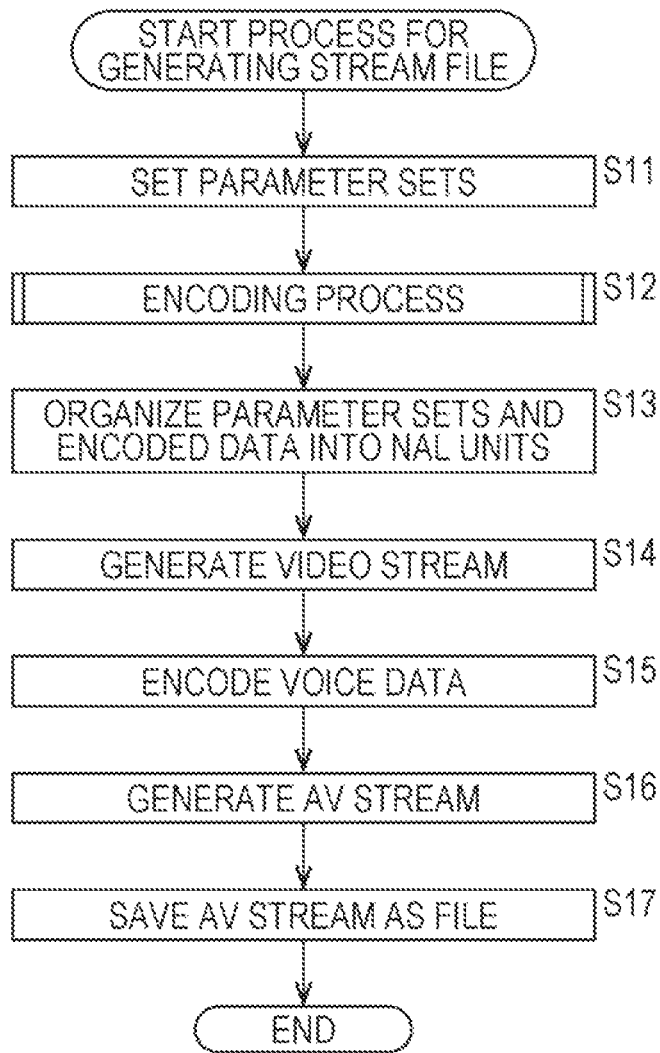 START PROCESS FOR
GENERATING STREAM FILE
SET PARAMETER SETS
S11
ENCODING PROCESS
S12
ORGANIZE PARAMETER SETS AND
ENCODED DATA INTO NAL UNITS
S13
GENERATE VIDEO STREAM
S14
ENCODE VOICE DATA
S15
GENERATE AV STREAM
S16
SAVE AV STREAM AS FILE
S17
END